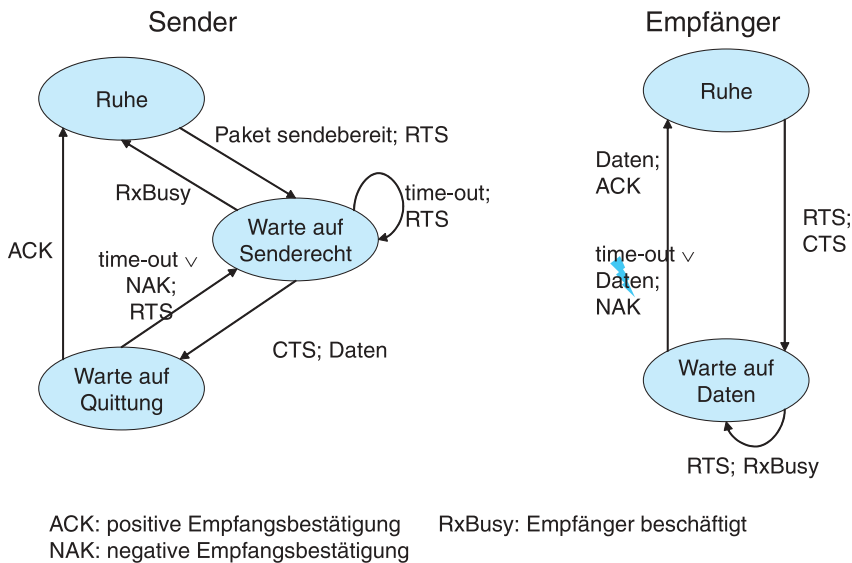 Sender
Ruhe
Paket sendebereit; RTS
RxBusy
time-out;
RTS
Warte auf
Senderecht
ACK
time-out ∨
NAK;
RTS
CTS; Daten
Warte auf
Quittung
Empfänger
Ruhe
Daten;
ACK
RTS;
CTS
time-out ∨
Daten;
NAK
Warte auf
Daten
RTS; RxBusy
ACK: positive Empfangsbestätigung RxBusy: Empfänger beschäftigt
NAK: negative Empfangsbestätigung